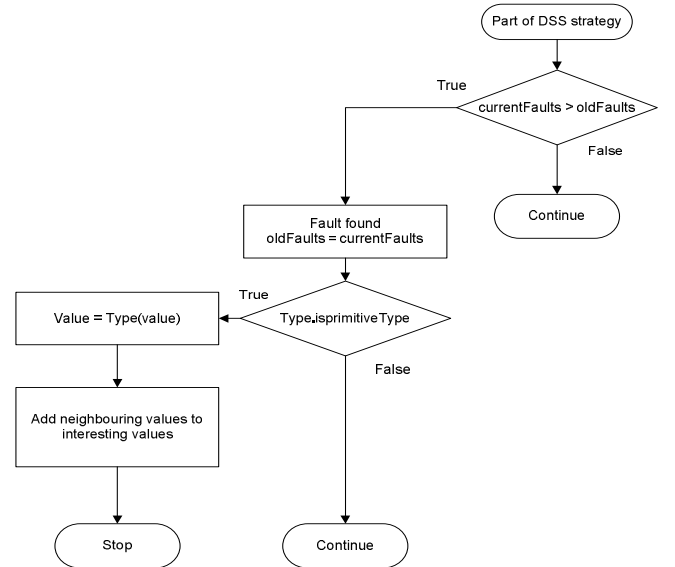 Part of DSS strategy
True
currentFaults > oldFaults
False
Continue
Fault found
oldFaults = currentFaults
True
Value = Type(value)
Type.isprimitiveType
False
Add neighbouring values to
interesting values
Stop
Continue